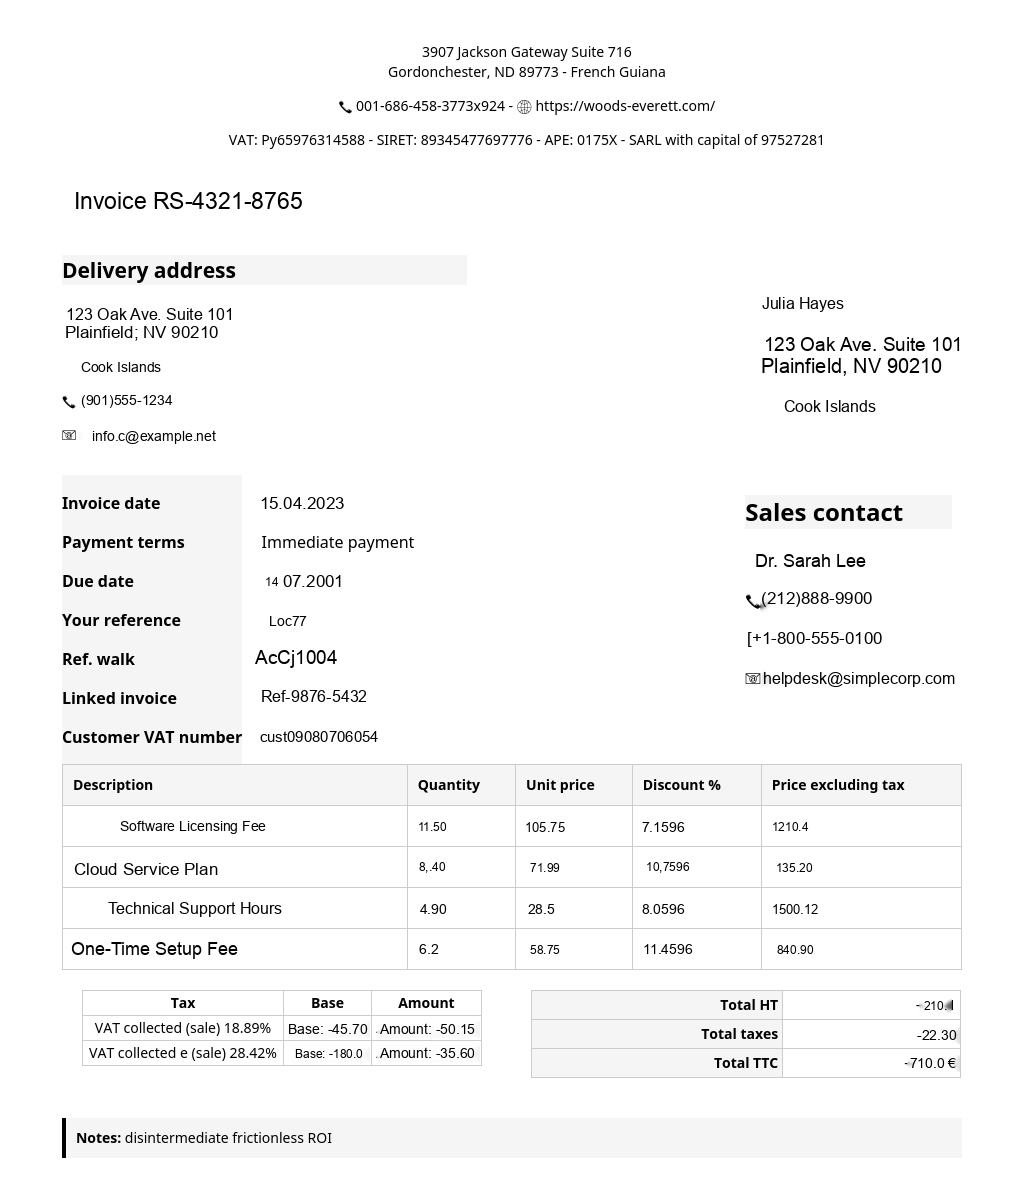 3907 Jackson Gateway Suite 716
Gordonchester, ND 89773 - French Guiana
001-686-458-3773x924 - https://woods-everett.com/
VAT: Py65976314588 - SIRET: 89345477697776 - APE: 0175X - SARL with capital of 97527281
Invoice RS-4321-8765
Delivery address
123 Oak Ave. Suite 101
Plainfield; NV 90210
Cook Islands
(901)555-1234
info.c@example.net
Julia Hayes
123 Oak Ave. Suite 101
Plainfield, NV 90210
Cook Islands
Invoice date 15.04.2023
Payment terms Immediate payment
Due date 14 07.2001
Your reference Loc77
Ref. walk AcCj1004
Linked invoice Ref-9876-5432
Customer VAT number cust09080706054
Sales contact
Dr. Sarah Lee
(212)888-9900
[+1-800-555-0100
helpdesk@simplecorp.com
Description Quantity Unit price Discount % Price excluding tax
Software Licensing Fee 11.50 105.75 7.1596 1210.4
Cloud Service Plan 8,.40 71.99 10,7596 135.20
Technical Support Hours 4.90 28.5 8.0596 1500.12
One-Time Setup Fee 6.2 58.75 11.4596 840.90
Tax Base Amount
VAT collected (sale) 18.89% Base: -45.70 Amount: -50.15
VAT collected e (sale) 28.42% Base: -180.0 Amount: -35.60
Total HT
Total taxes -22.30
Total TTC -710.0 €
Notes: disintermediate frictionless ROI